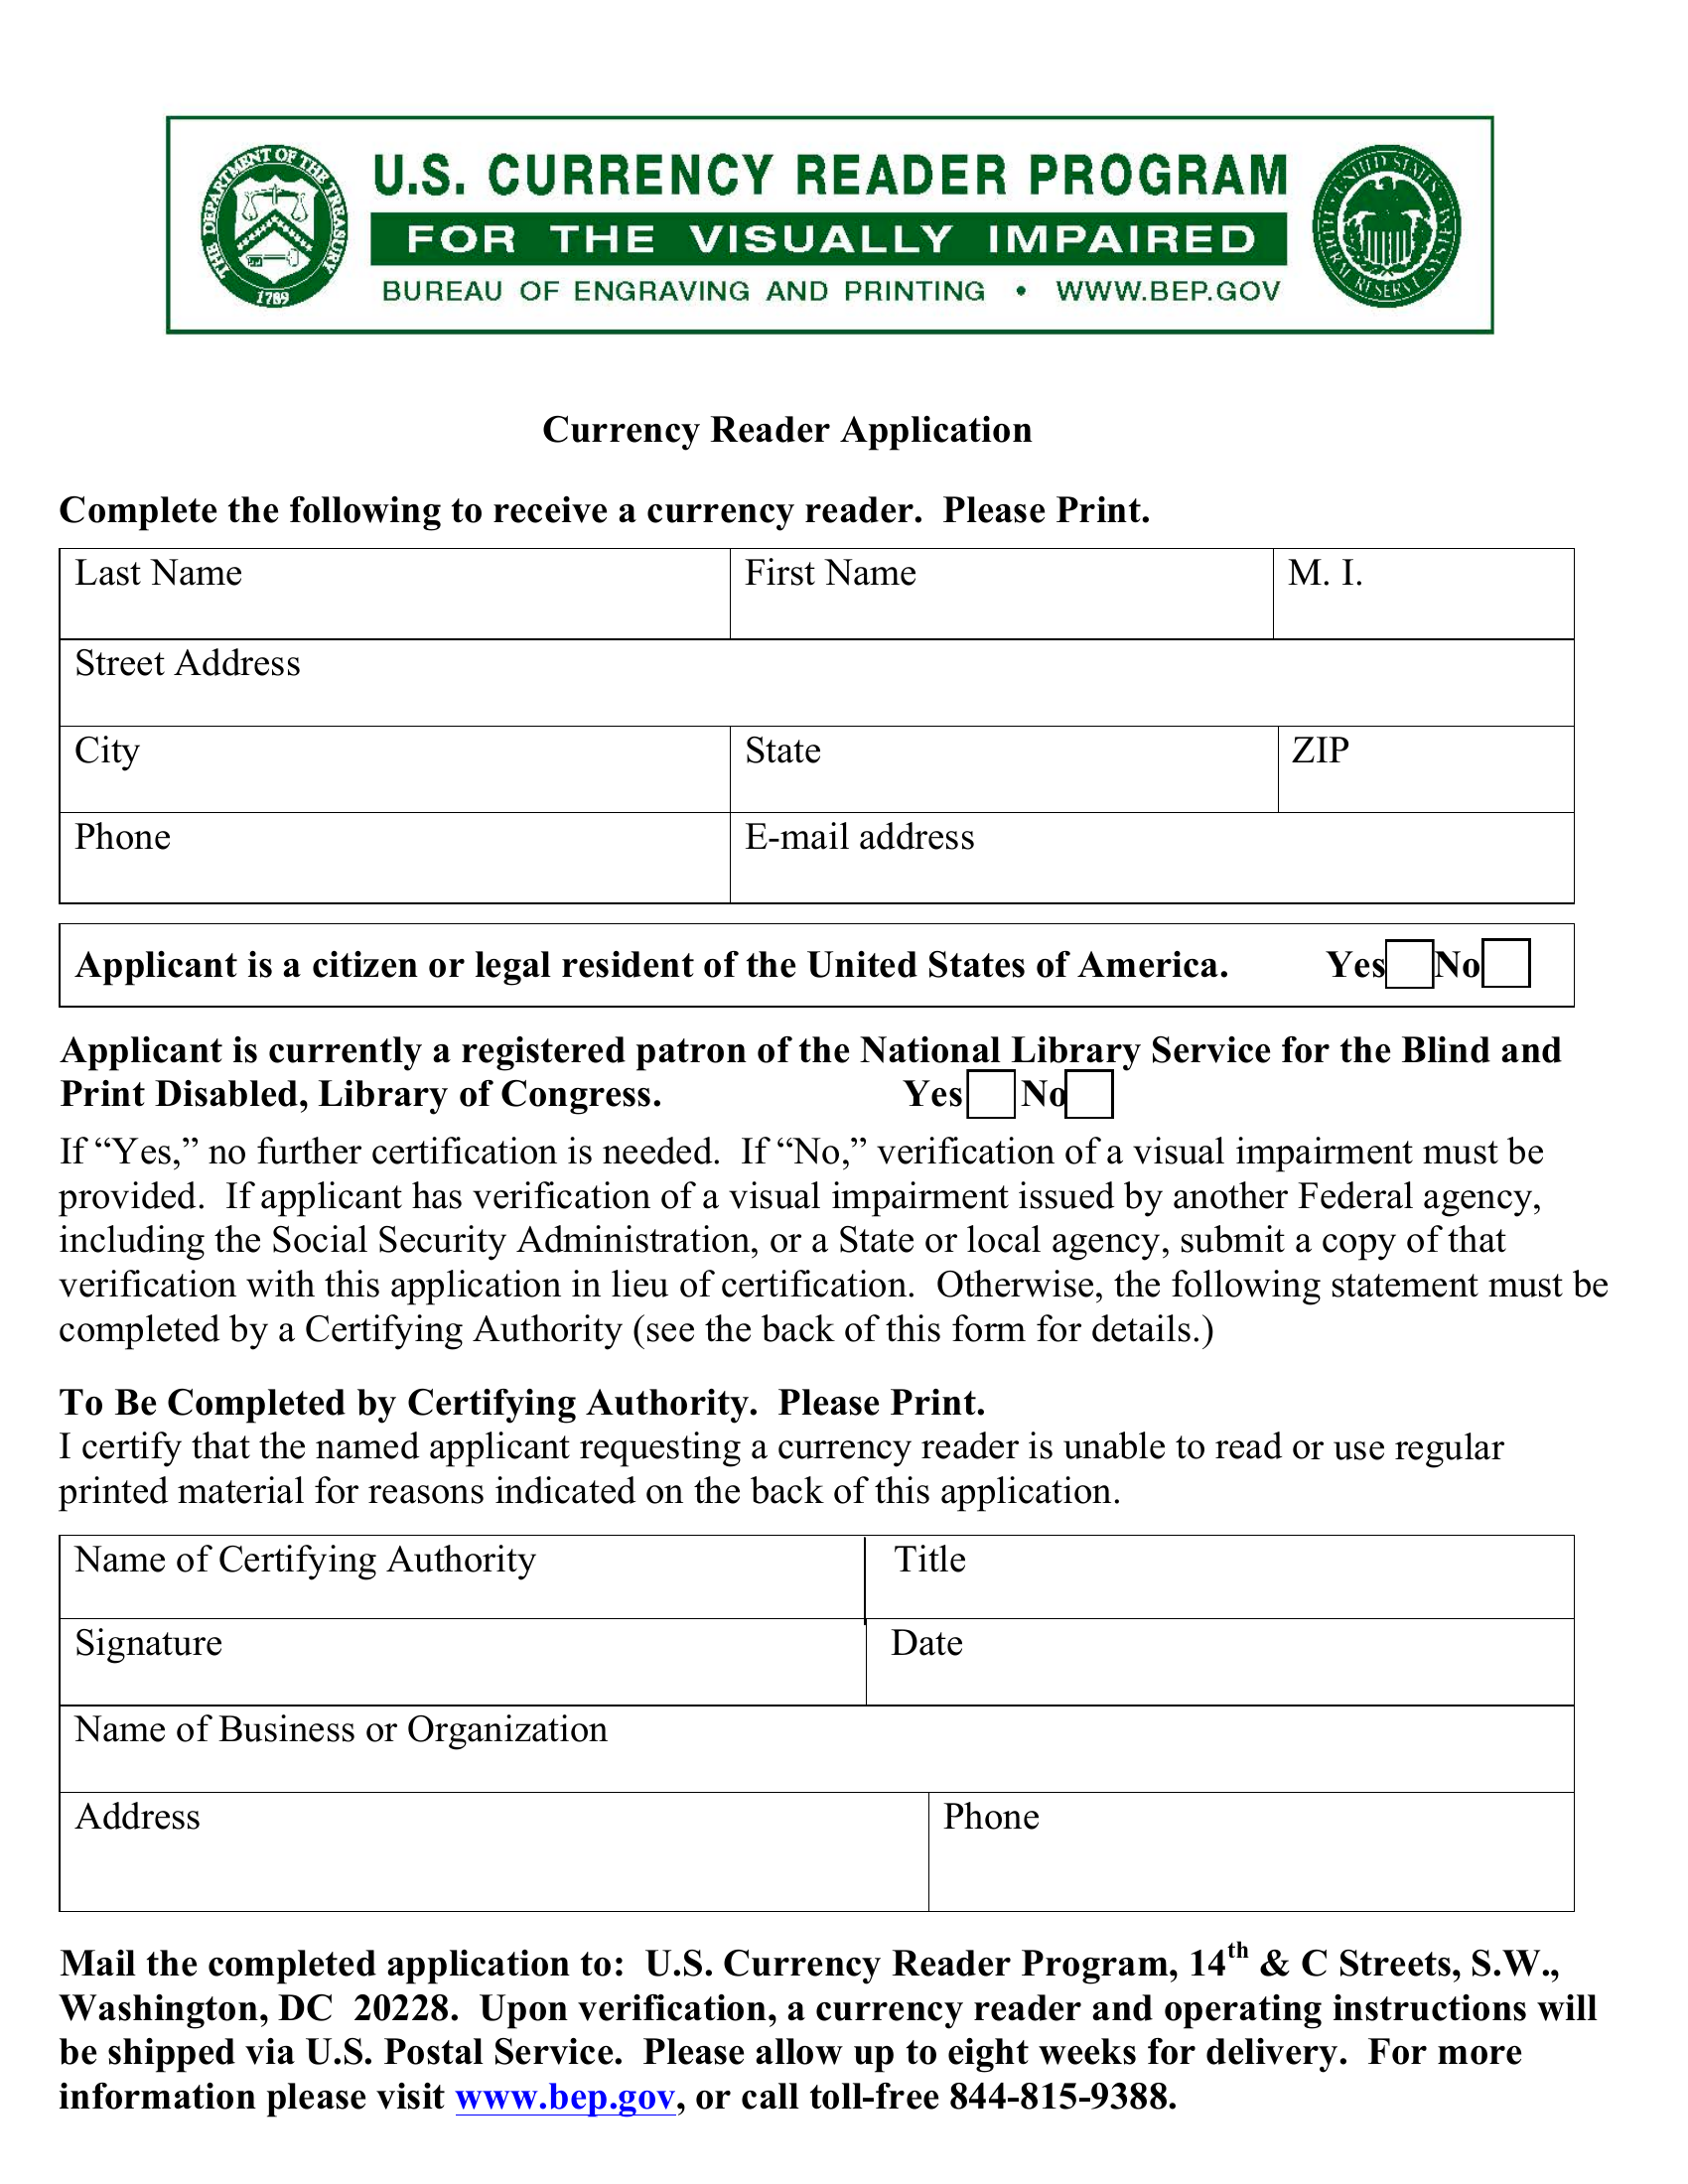 THE DEPARTMENT OF THE TREASURY
1789
U.S. CURRENCY READER PROGRAM
FOR THE VISUALLY IMPAIRED
BUREAU OF ENGRAVING AND PRINTING • WWW.BEP.GOV
UNITED STATES FEDERAL RESERVE SYSTEM
Currency Reader Application
Complete the following to receive a currency reader. Please Print.
Last Name First Name M. I.
Street Address
City State ZIP
Phone E-mail address
Applicant is a citizen or legal resident of the United States of America. Yes No
Applicant is currently a registered patron of the National Library Service for the Blind and
Print Disabled, Library of Congress. Yes No
If “Yes,” no further certification is needed. If “No,” verification of a visual impairment must be
provided. If applicant has verification of a visual impairment issued by another Federal agency,
including the Social Security Administration, or a State or local agency, submit a copy of that
verification with this application in lieu of certification. Otherwise, the following statement must be
completed by a Certifying Authority (see the back of this form for details.)
To Be Completed by Certifying Authority. Please Print.
I certify that the named applicant requesting a currency reader is unable to read or use regular
printed material for reasons indicated on the back of this application.
Name of Certifying Authority Title
Signature Date
Name of Business or Organization
Address Phone
Mail the completed application to: U.S. Currency Reader Program, 14th & C Streets, S.W.,
Washington, DC 20228. Upon verification, a currency reader and operating instructions will
be shipped via U.S. Postal Service. Please allow up to eight weeks for delivery. For more
information please visit www.bep.gov, or call toll-free 844-815-9388.